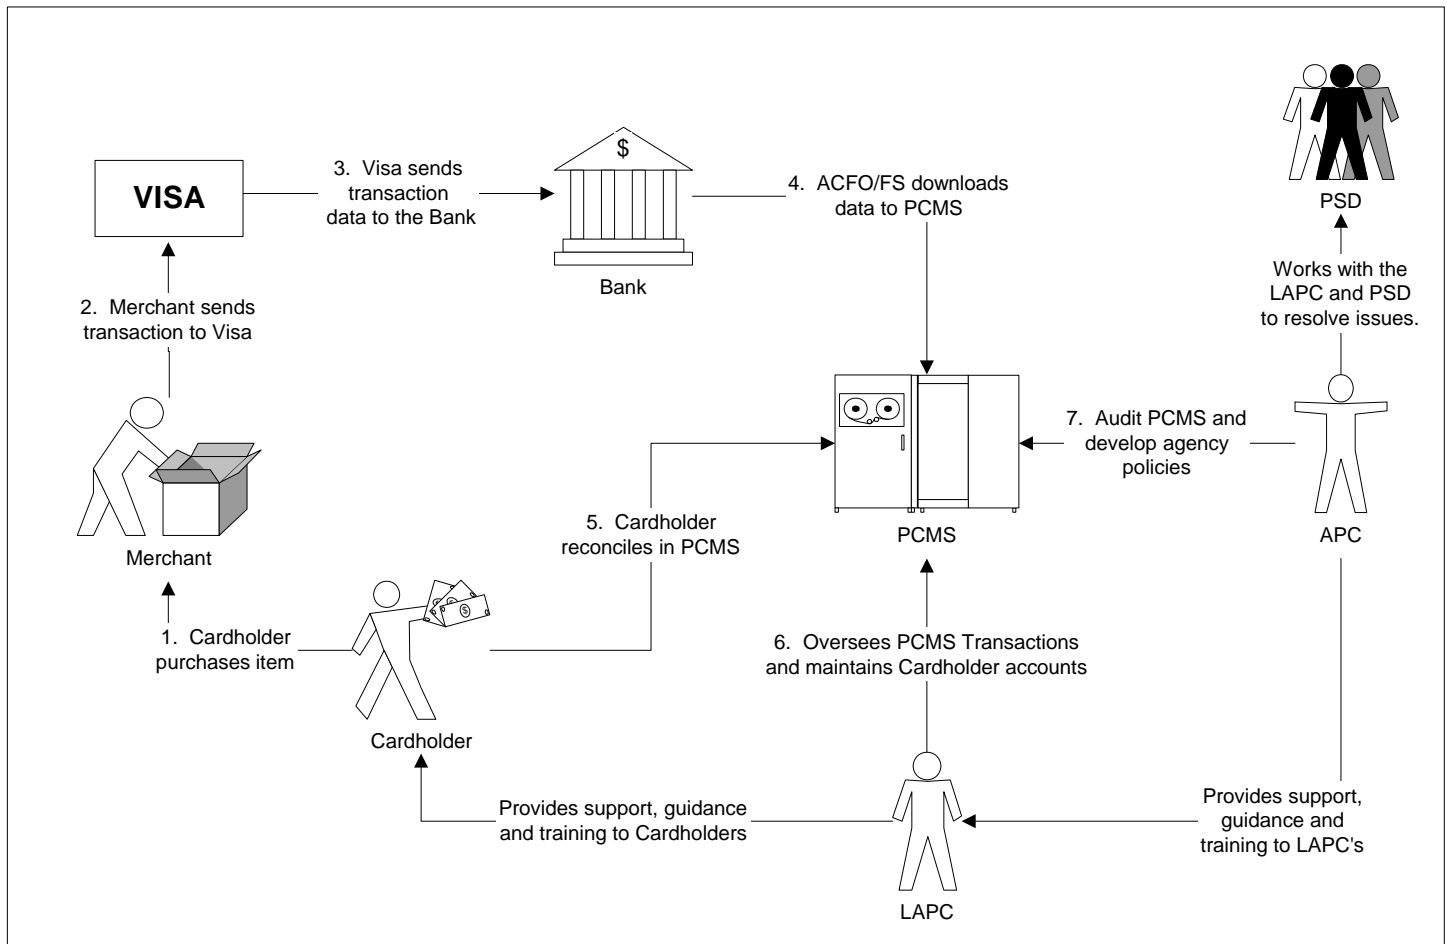 PSD
3. Visa sends
transaction
data to the Bank
VISA
$
Bank
4. ACFO/FS downloads
data to PCMS
Works with the
LAPC and PSD
to resolve issues.
2. Merchant sends
transaction to Visa
Merchant
7. Audit PCMS and
develop agency
policies
APC
PCMS
5. Cardholder
reconciles in PCMS
$
1. Cardholder
purchases item
Cardholder
6. Oversees PCMS Transactions
and maintains Cardholder accounts
Provides support, guidance
and training to Cardholders
Provides support,
guidance and
training to LAPC's
LAPC